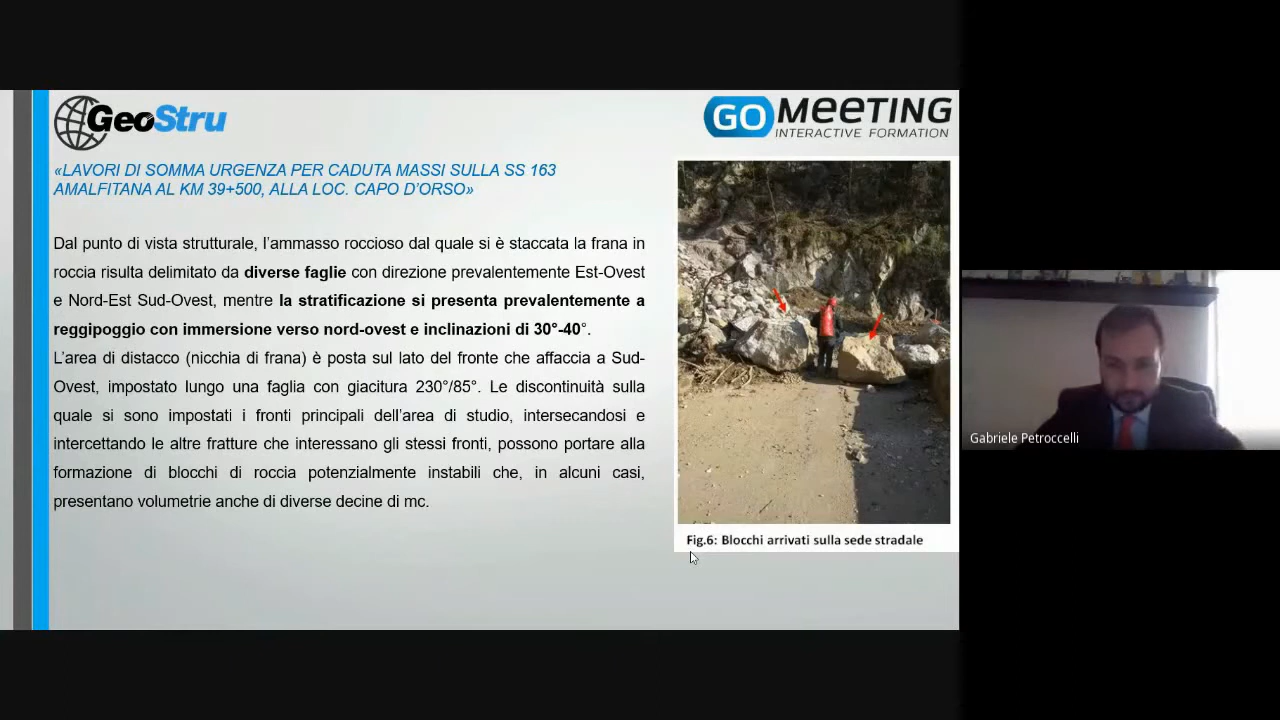 GeoStru
GO MEETING
INTERACTIVE FORMATION
«LAVORI DI SOMMA URGENZA PER CADUTA MASSI SULLA SS 163
AMALFITANA AL KM 39+500, ALLA LOC. CAPO D’ORSO»
Dal punto di vista strutturale, l’ammasso roccioso dal quale si è staccata la frana in
roccia risulta delimitato da diverse faglie con direzione prevalentemente Est-Ovest
e Nord-Est Sud-Ovest, mentre la stratificazione si presenta prevalentemente a
reggipoggio con immersione verso nord-ovest e inclinazioni di 30°-40°.
L’area di distacco (nicchia di frana) è posta sul lato del fronte che affaccia a Sud-
Ovest, impostato lungo una faglia con giacitura 230°/85°. Le discontinuità sulla
quale si sono impostati i fronti principali dell’area di studio, intersecandosi e
intercettando le altre fratture che interessano gli stessi fronti, possono portare alla
formazione di blocchi di roccia potenzialmente instabili che, in alcuni casi,
presentano volumetrie anche di diverse decine di mc.
Fig.6: Blocchi arrivati sulla sede stradale
Gabriele Petroccelli